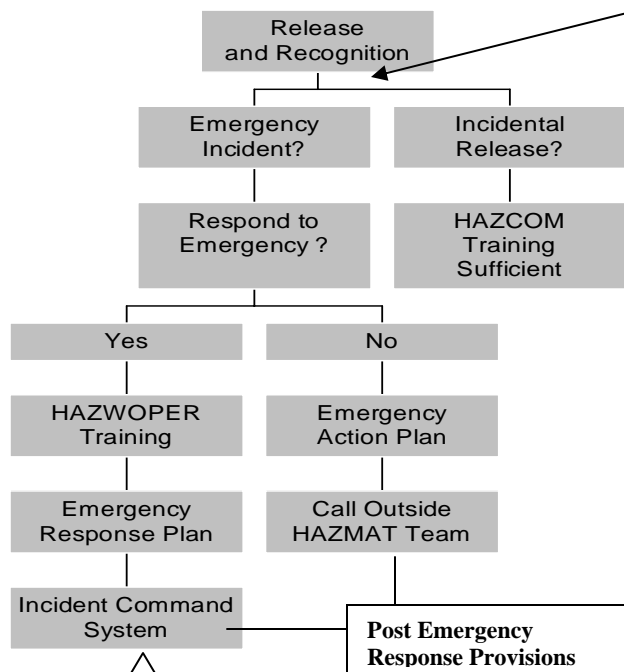 Release
and Recognition
Emergency
Incident?
Incidental
Release?
Respond to
Emergency ?
HAZCOM
Training
Sufficient
Yes
No
HAZWOPER
Training
Emergency
Action Plan
Emergency
Response Plan
Call Outside
HAZMAT Team
Incident Command
System
Post Emergency
Response Provisions